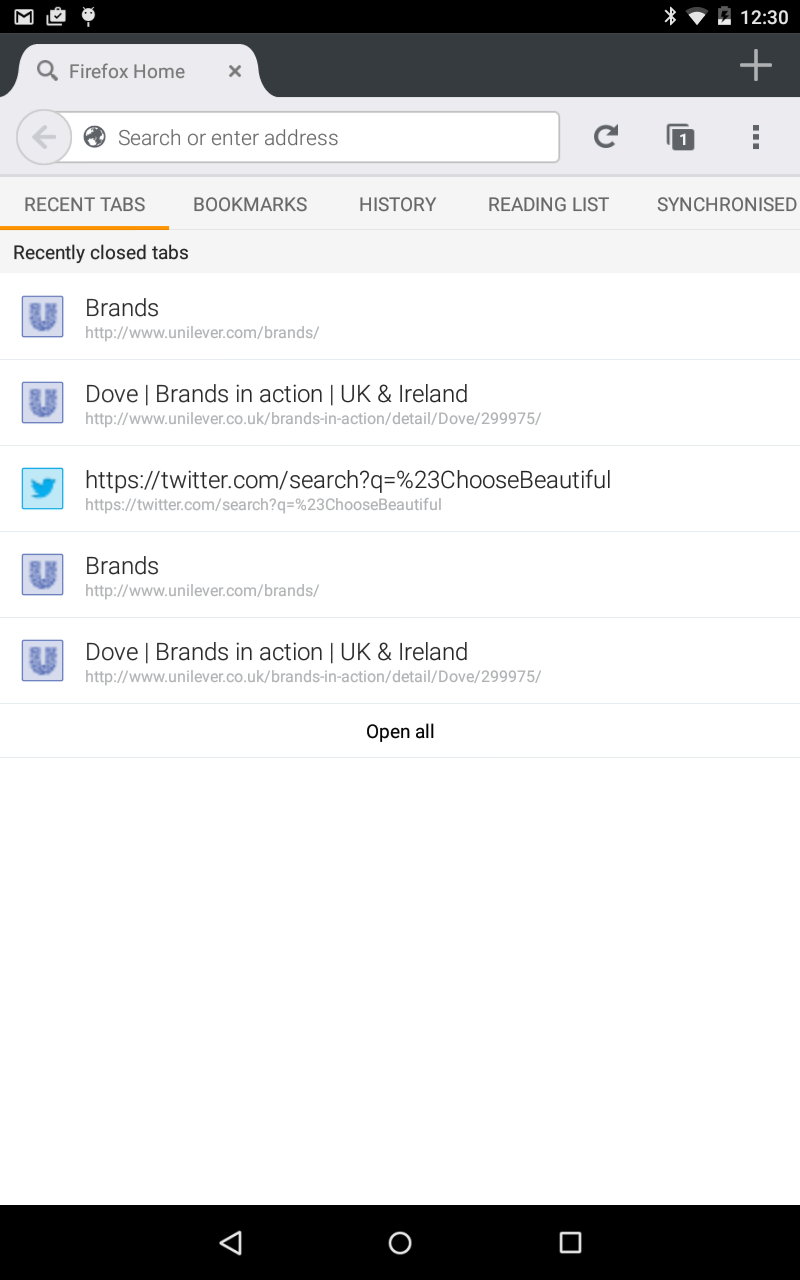 12:30
Firefox Home
Search or enter address
1
RECENT TABS BOOKMARKS HISTORY READING LIST SYNCHRONISED
Recently closed tabs
Brands
http://www.unilever.com/brands/
Dove | Brands in action | UK & Ireland
http://www.unilever.co.uk/brands-in-action/detail/Dove/299975/
https://twitter.com/search?q=%23ChooseBeautiful
https://twitter.com/search?q=%23ChooseBeautiful
Brands
http://www.unilever.com/brands/
Dove | Brands in action | UK & Ireland
http://www.unilever.co.uk/brands-in-action/detail/Dove/299975/
Open all